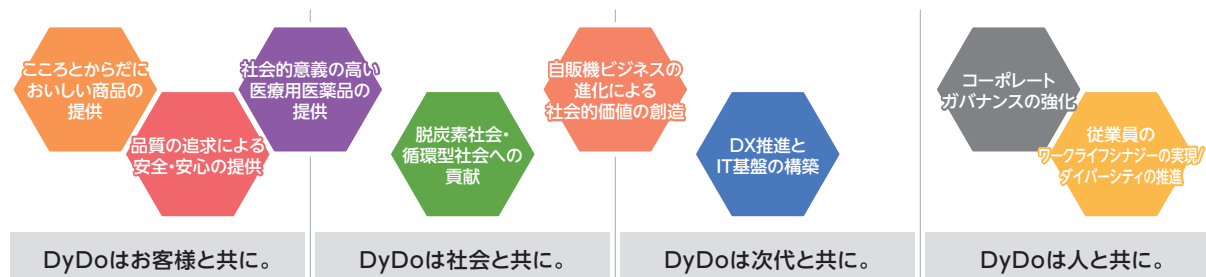 こころとからだに
おいしい商品の
提供
品質の追求による
安全・安心の提供
社会的意義の高い
医療用医薬品の
提供
脱炭素社会・
循環型社会への
貢献
自販機ビジネスの
進化による
社会的価値の創造
DX推進と
IT基盤の構築
コーポレート
ガバナンスの強化
従業員の
ワークライフシナジーの実現/
ダイバーシティの推進
DyDoはお客様と共に。
DyDoは社会と共に。
DyDoは次代と共に。
DyDoは人と共に。